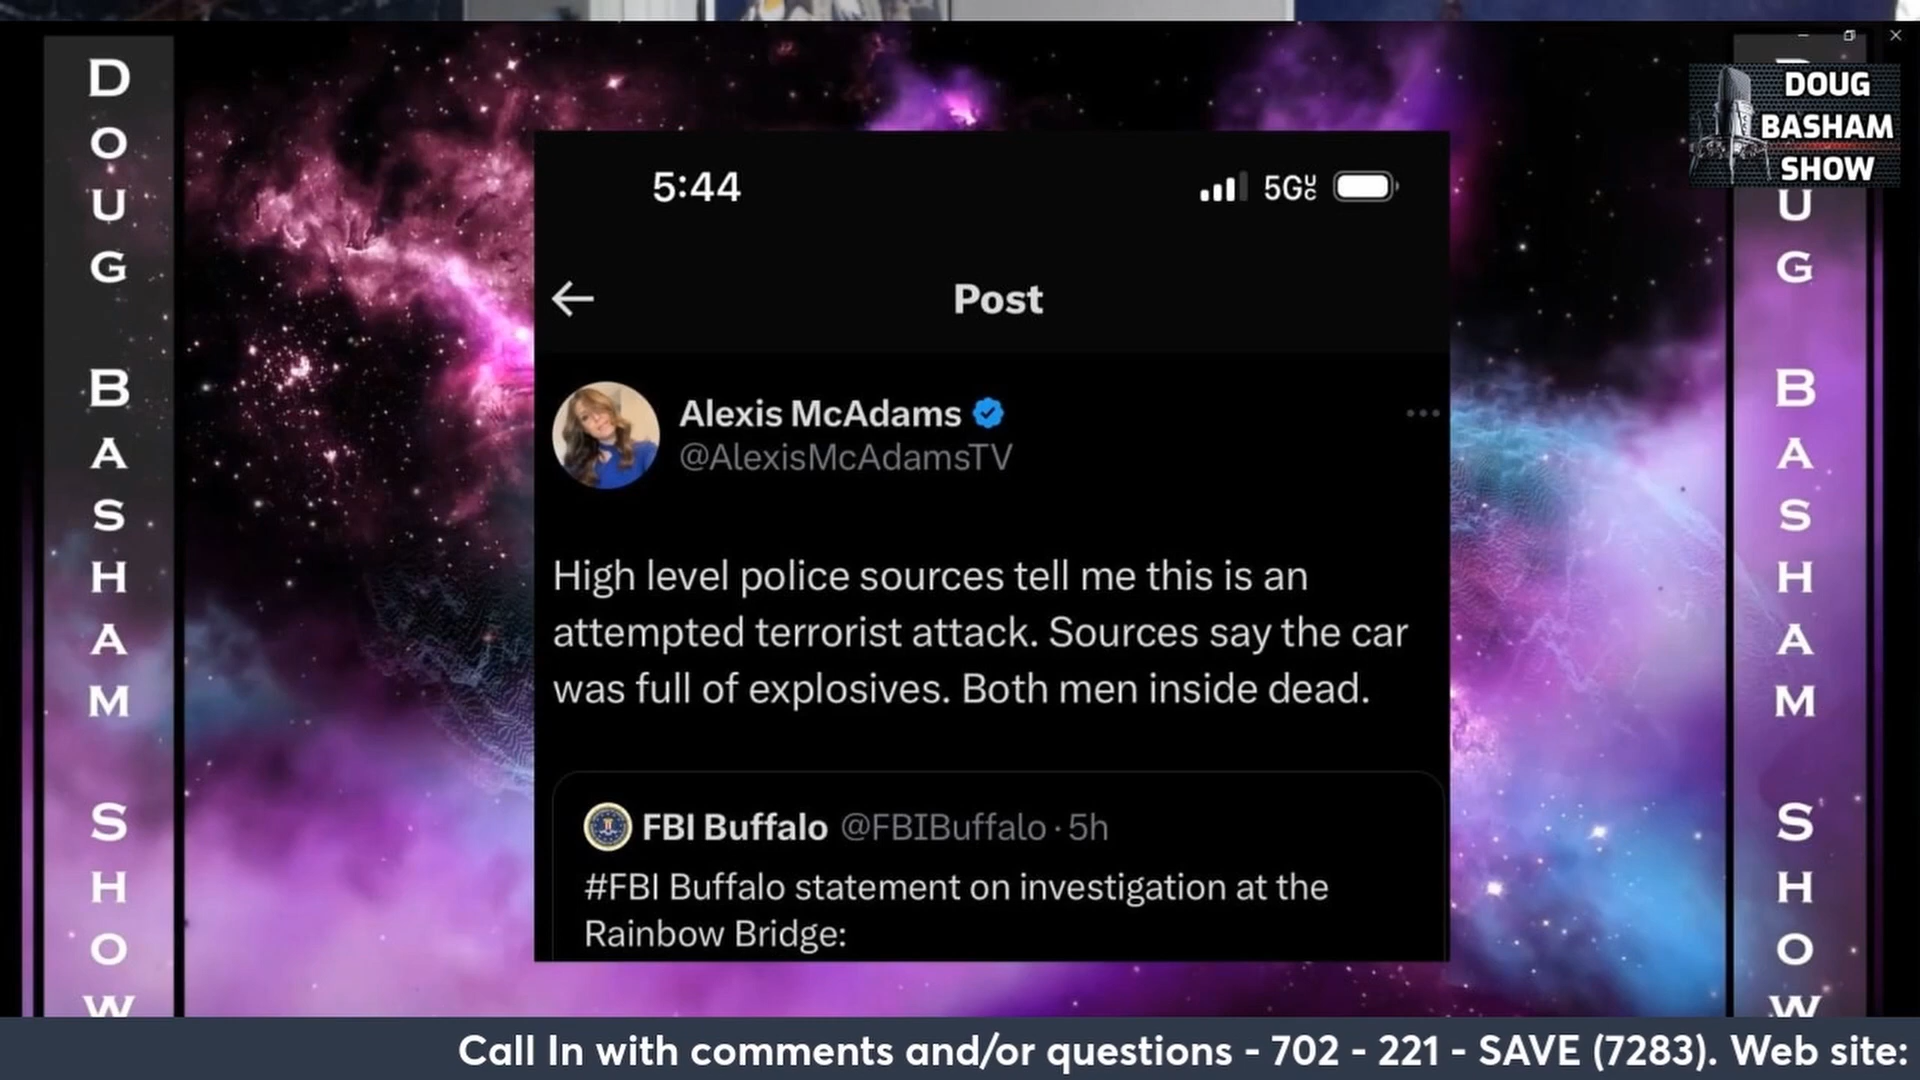 DOUG BASHAM SHOW
DOUG
BASHAM
SHOW
UG BASHAM SHOW
5:44
5GUC
Post
Alexis McAdams
@AlexisMcAdamsTV
High level police sources tell me this is an
attempted terrorist attack. Sources say the car
was full of explosives. Both men inside dead.
FBI Buffalo @FBIBuffalo · 5h
#FBI Buffalo statement on investigation at the
Rainbow Bridge:
Call In with comments and/or questions - 702 - 221 - SAVE (7283). Web site: